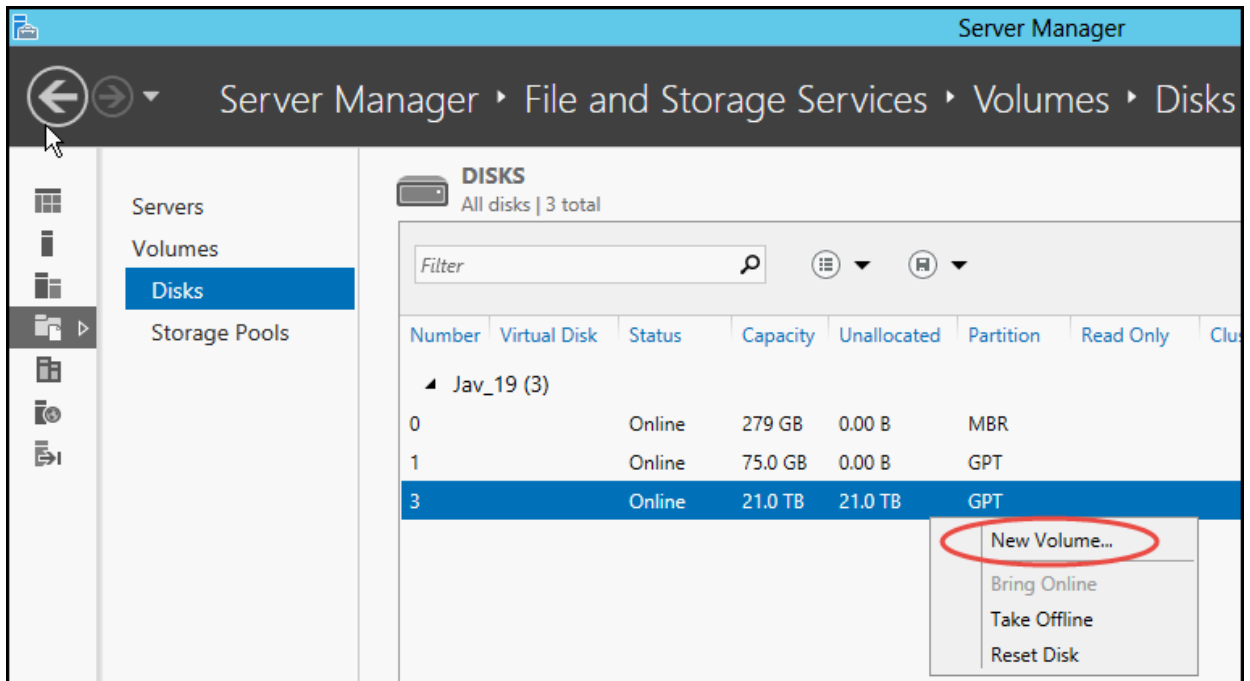 Server Manager
Server Manager ‣ File and Storage Services ‣ Volumes ‣ Disks
Servers
Volumes
Disks
Storage Pools
DISKS
All disks | 3 total
Filter
Number Virtual Disk Status Capacity Unallocated Partition Read Only Clus
Jav_19 (3)
0 Online 279 GB 0.00 B MBR
1 Online 75.0 GB 0.00 B GPT
3 Online 21.0 TB 21.0 TB GPT
New Volume...
Bring Online
Take Offline
Reset Disk